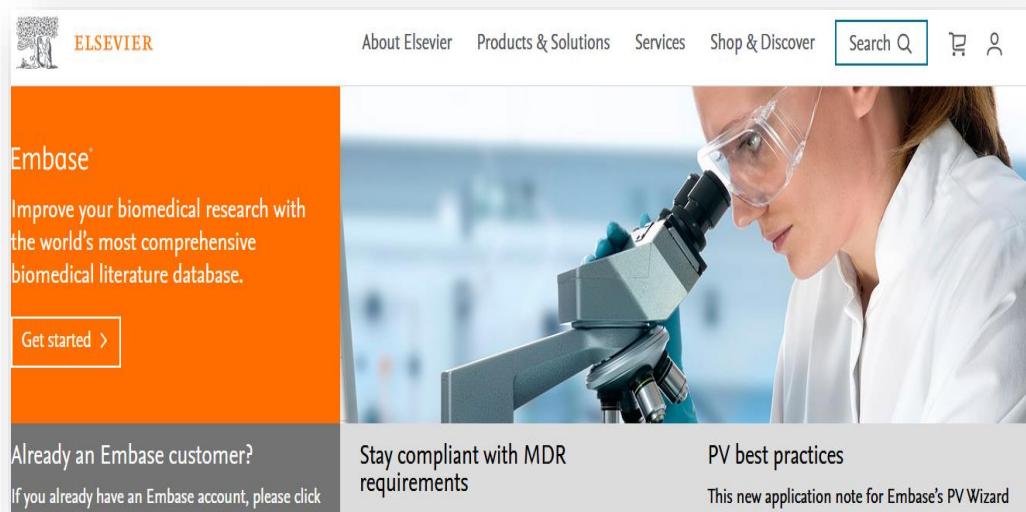 ELSEVIER
About Elsevier Products & Solutions Services Shop & Discover Search
Embase®
Improve your biomedical research with
the world's most comprehensive
biomedical literature database.
Get started >
Already an Embase customer?
If you already have an Embase account, please click
Stay compliant with MDR
requirements
PV best practices
This new application note for Embase's PV Wizard